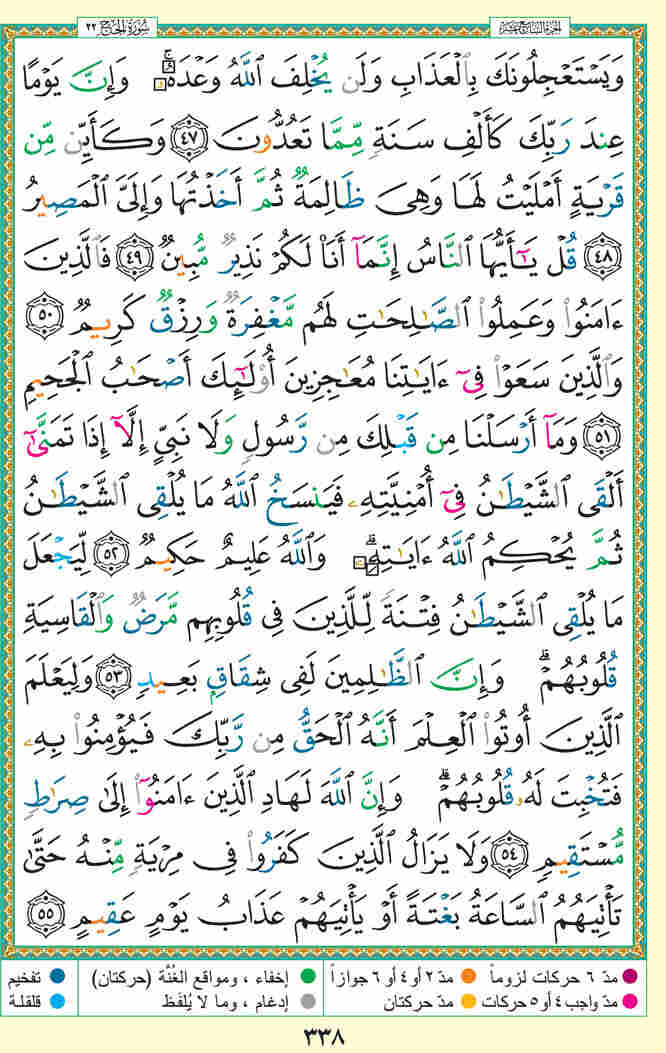 سُورَةُ الحَجّ ٢٢
الجزء السابع عشر
وَيَسْتَعْجِلُونَكَ بِٱلْعَذَابِ وَلَن يُخْلِفَ ٱللَّهُ وَعْدَهُۥ ۚ وَإِنَّ يَوْمًا
عِندَ رَبِّكَ كَأَلْفِ سَنَةٍ مِّمَّا تَعُدُّونَ ٤٧ وَكَأَيِّن مِّن
قَرْيَةٍ أَمْلَيْتُ لَهَا وَهِىَ ظَالِمَةٌ ثُمَّ أَخَذْتُهَا وَإِلَىَّ ٱلْمَصِيرُ
٤٨ قُلْ يَـٰٓأَيُّهَا ٱلنَّاسُ إِنَّمَآ أَنَا۠ لَكُمْ نَذِيرٌ مُّبِينٌ ٤٩ فَٱلَّذِينَ
ءَامَنُوا۟ وَعَمِلُوا۟ ٱلصَّـٰلِحَـٰتِ لَهُم مَّغْفِرَةٌ وَرِزْقٌ كَرِيمٌ ٥٠
وَٱلَّذِينَ سَعَوْا۟ فِىٓ ءَايَـٰتِنَا مُعَـٰجِزِينَ أُو۟لَـٰٓئِكَ أَصْحَـٰبُ ٱلْجَحِيمِ
٥١ وَمَآ أَرْسَلْنَا مِن قَبْلِكَ مِن رَّسُولٍ وَلَا نَبِىٍّ إِلَّآ إِذَا تَمَنَّىٰٓ
أَلْقَى ٱلشَّيْطَـٰنُ فِىٓ أُمْنِيَّتِهِۦ فَيَنسَخُ ٱللَّهُ مَا يُلْقِى ٱلشَّيْطَـٰنُ
ثُمَّ يُحْكِمُ ٱللَّهُ ءَايَـٰتِهِۦ ۗ وَٱللَّهُ عَلِيمٌ حَكِيمٌ ٥٢ لِّيَجْعَلَ
مَا يُلْقِى ٱلشَّيْطَـٰنُ فِتْنَةً لِّلَّذِينَ فِى قُلُوبِهِم مَّرَضٌ وَٱلْقَاسِيَةِ
قُلُوبُهُمْ ۗ وَإِنَّ ٱلظَّـٰلِمِينَ لَفِى شِقَاقٍۭ بَعِيدٍ ٥٣ وَلِيَعْلَمَ
ٱلَّذِينَ أُوتُوا۟ ٱلْعِلْمَ أَنَّهُ ٱلْحَقُّ مِن رَّبِّكَ فَيُؤْمِنُوا۟ بِهِۦ
فَتُخْبِتَ لَهُۥ قُلُوبُهُمْ ۗ وَإِنَّ ٱللَّهَ لَهَادِ ٱلَّذِينَ ءَامَنُوٓا۟ إِلَىٰ صِرَٰطٍ
مُّسْتَقِيمٍ ٥٤ وَلَا يَزَالُ ٱلَّذِينَ كَفَرُوا۟ فِى مِرْيَةٍ مِّنْهُ حَتَّىٰ
تَأْتِيَهُمُ ٱلسَّاعَةُ بَغْتَةً أَوْ يَأْتِيَهُمْ عَذَابُ يَوْمٍ عَقِيمٍ ٥٥
مدّ ٦ حركات لزوماً مدّ ٢ أو ٤ أو ٦ جوازاً إخفاء ، ومواقع الغُنَّة (حركتان) تفخيم
مدّ واجب ٤ أو ٥ حركات مدّ حركتان إدغام ، وما لا يُلفَظ قلقلة
٣٣٨